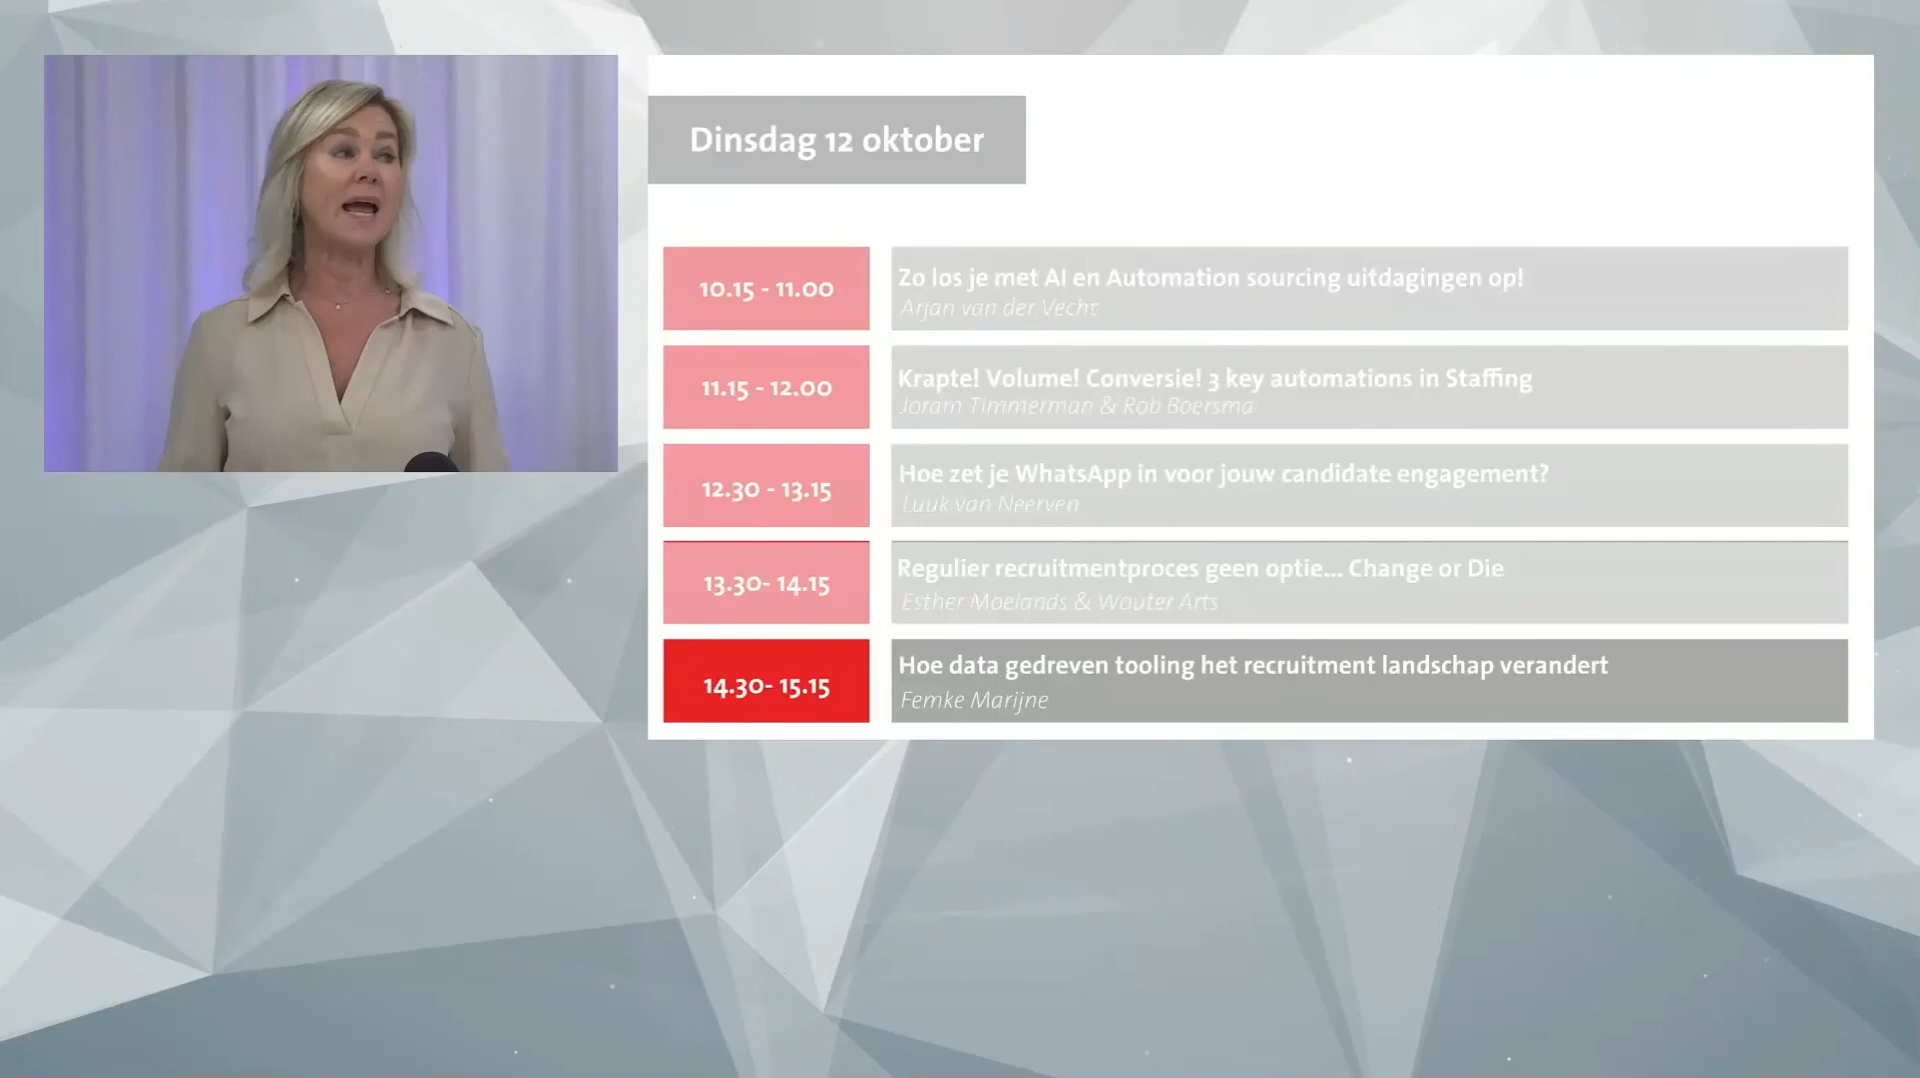 Dinsdag 12 oktober
10.15 - 11.00
Zo los je met AI en Automation sourcing uitdagingen op!
Arjan van der Vecht
11.15 - 12.00
Krapte! Volume! Conversie! 3 key automations in Staffing
Joram Timmerman & Rob Boersma
12.30 - 13.15
Hoe zet je WhatsApp in voor jouw candidate engagement?
Luuk van Neerven
13.30- 14.15
Regulier recruitmentproces geen optie... Change or Die
Esther Moelands & Wouter Arts
14.30- 15.15
Hoe data gedreven tooling het recruitment landschap verandert
Femke Marijne